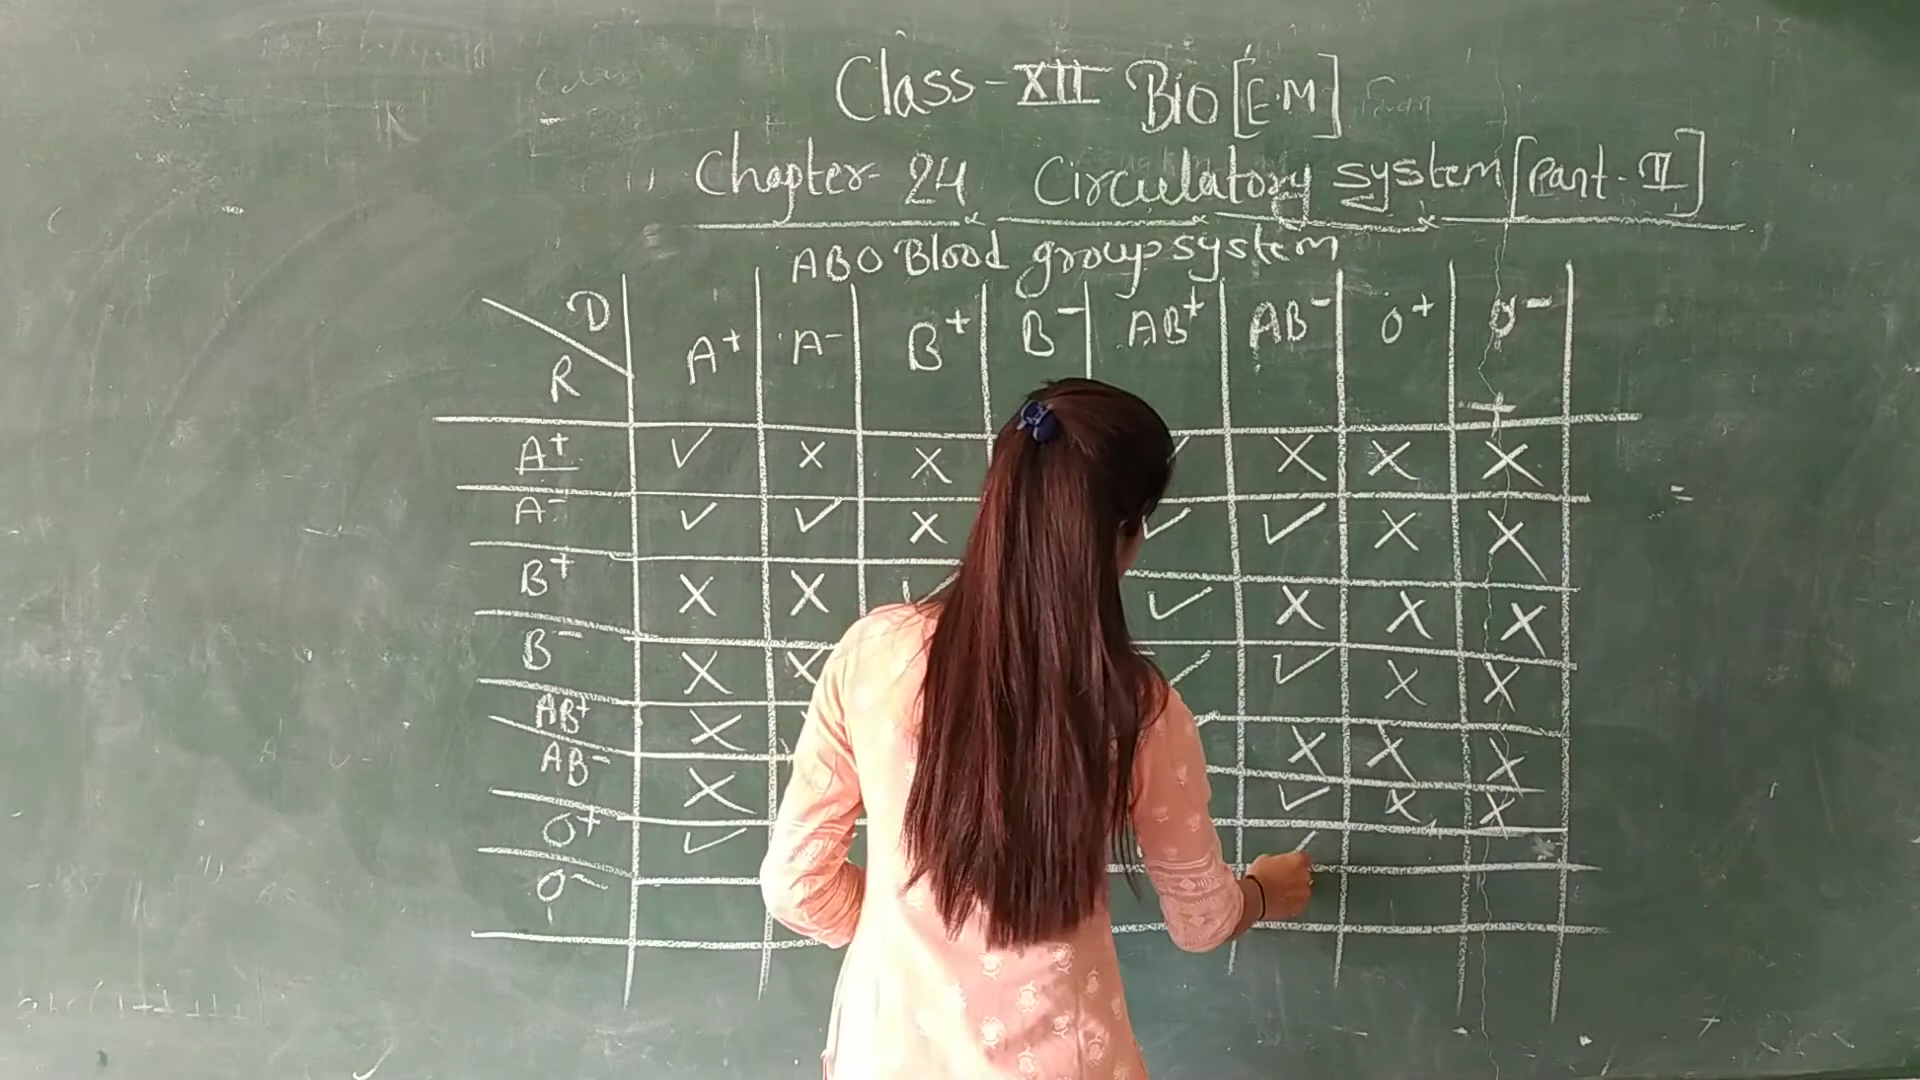 Class-XII Bio [E.M]
Chapter-24 Circulatory system [Part-II]
ABO Blood group system
D A+ A- B+ B- AB+ AB- O+ O-
R
A+ ✓ × × × × ×
A- ✓ ✓ × ✓ ✓ × ×
B+ × × ✓ × × ×
B- × × ✓ ✓ × ×
AB+ × × × ×
AB- × ✓ × ×
O+ ✓
O-